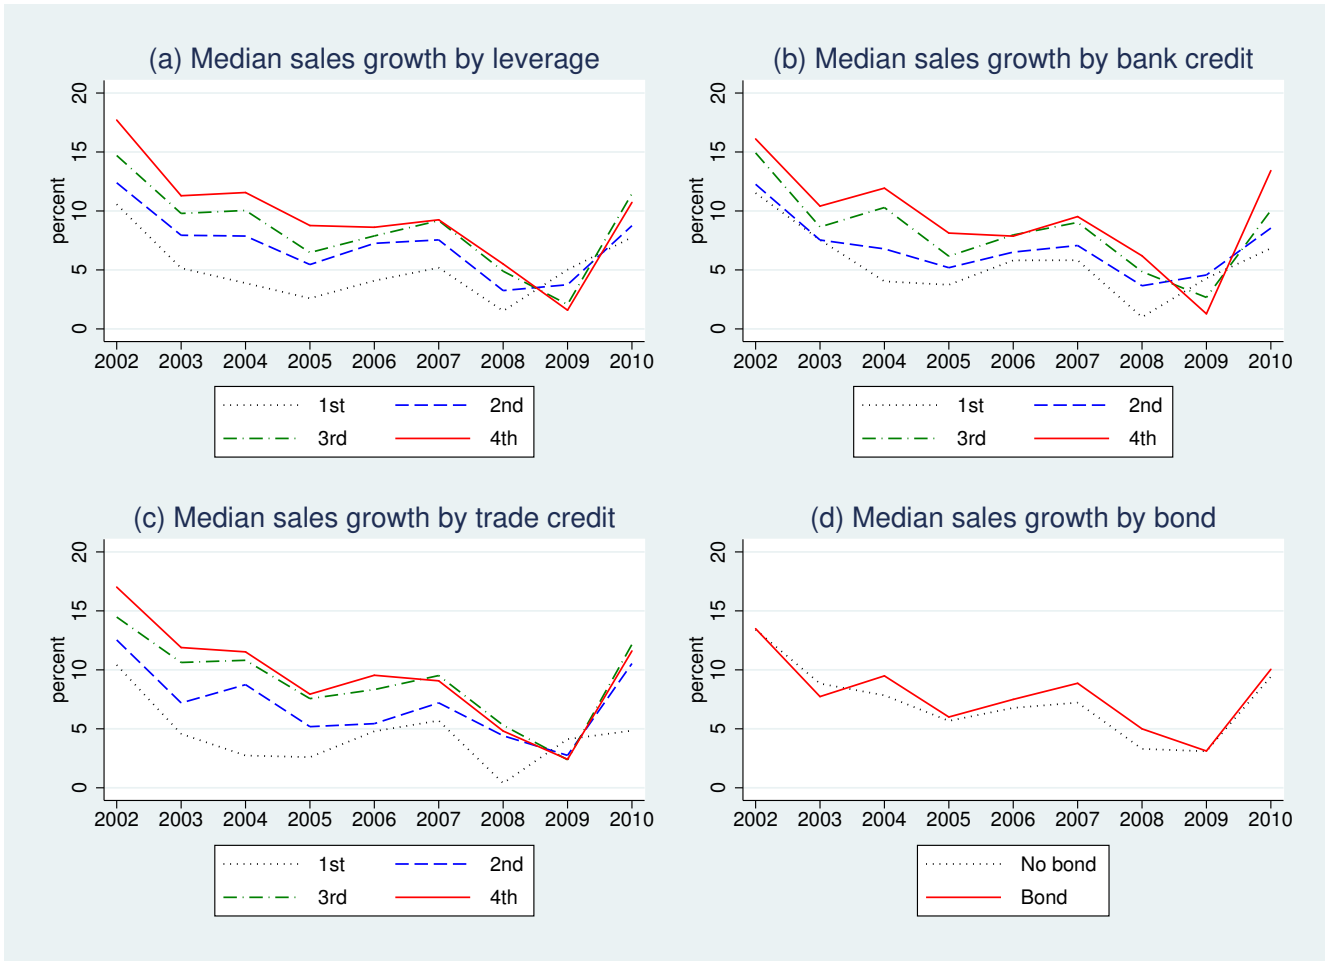 (a) Median sales growth by leverage
percent
20
15
10
5
0
2002 2003 2004 2005 2006 2007 2008 2009 2010
1st 2nd
3rd 4th
(b) Median sales growth by bank credit
percent
20
15
10
5
0
2002 2003 2004 2005 2006 2007 2008 2009 2010
1st 2nd
3rd 4th
(c) Median sales growth by trade credit
percent
20
15
10
5
0
2002 2003 2004 2005 2006 2007 2008 2009 2010
1st 2nd
3rd 4th
(d) Median sales growth by bond
percent
20
15
10
5
0
2002 2003 2004 2005 2006 2007 2008 2009 2010
No bond
Bond